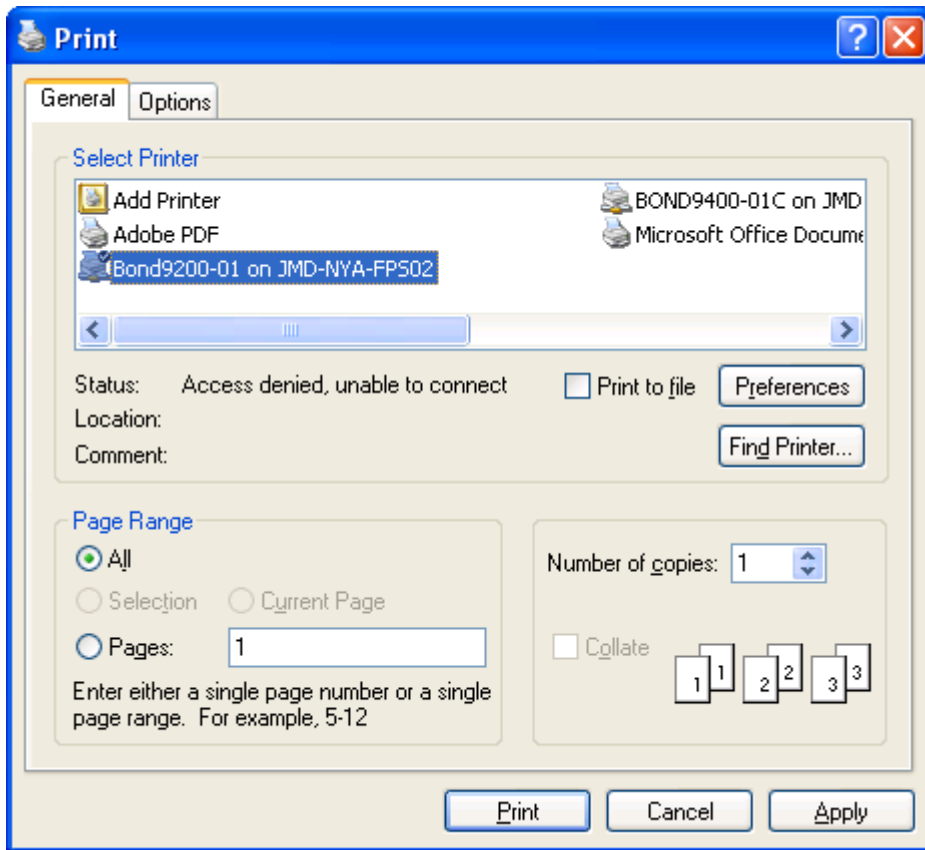 Print
General Options
Select Printer
Add Printer BOND9400-01C on JMD
Adobe PDF Microsoft Office Docume
Bond9200-01 on JMD-NYA-FPS02
Status: Access denied, unable to connect Print to file Preferences
Location:
Comment: Find Printer...
Page Range
All Number of copies: 1
Selection Current Page
Pages: 1 Collate 1 1 2 2 3 3
Enter either a single page number or a single
page range. For example, 5-12
Print Cancel Apply